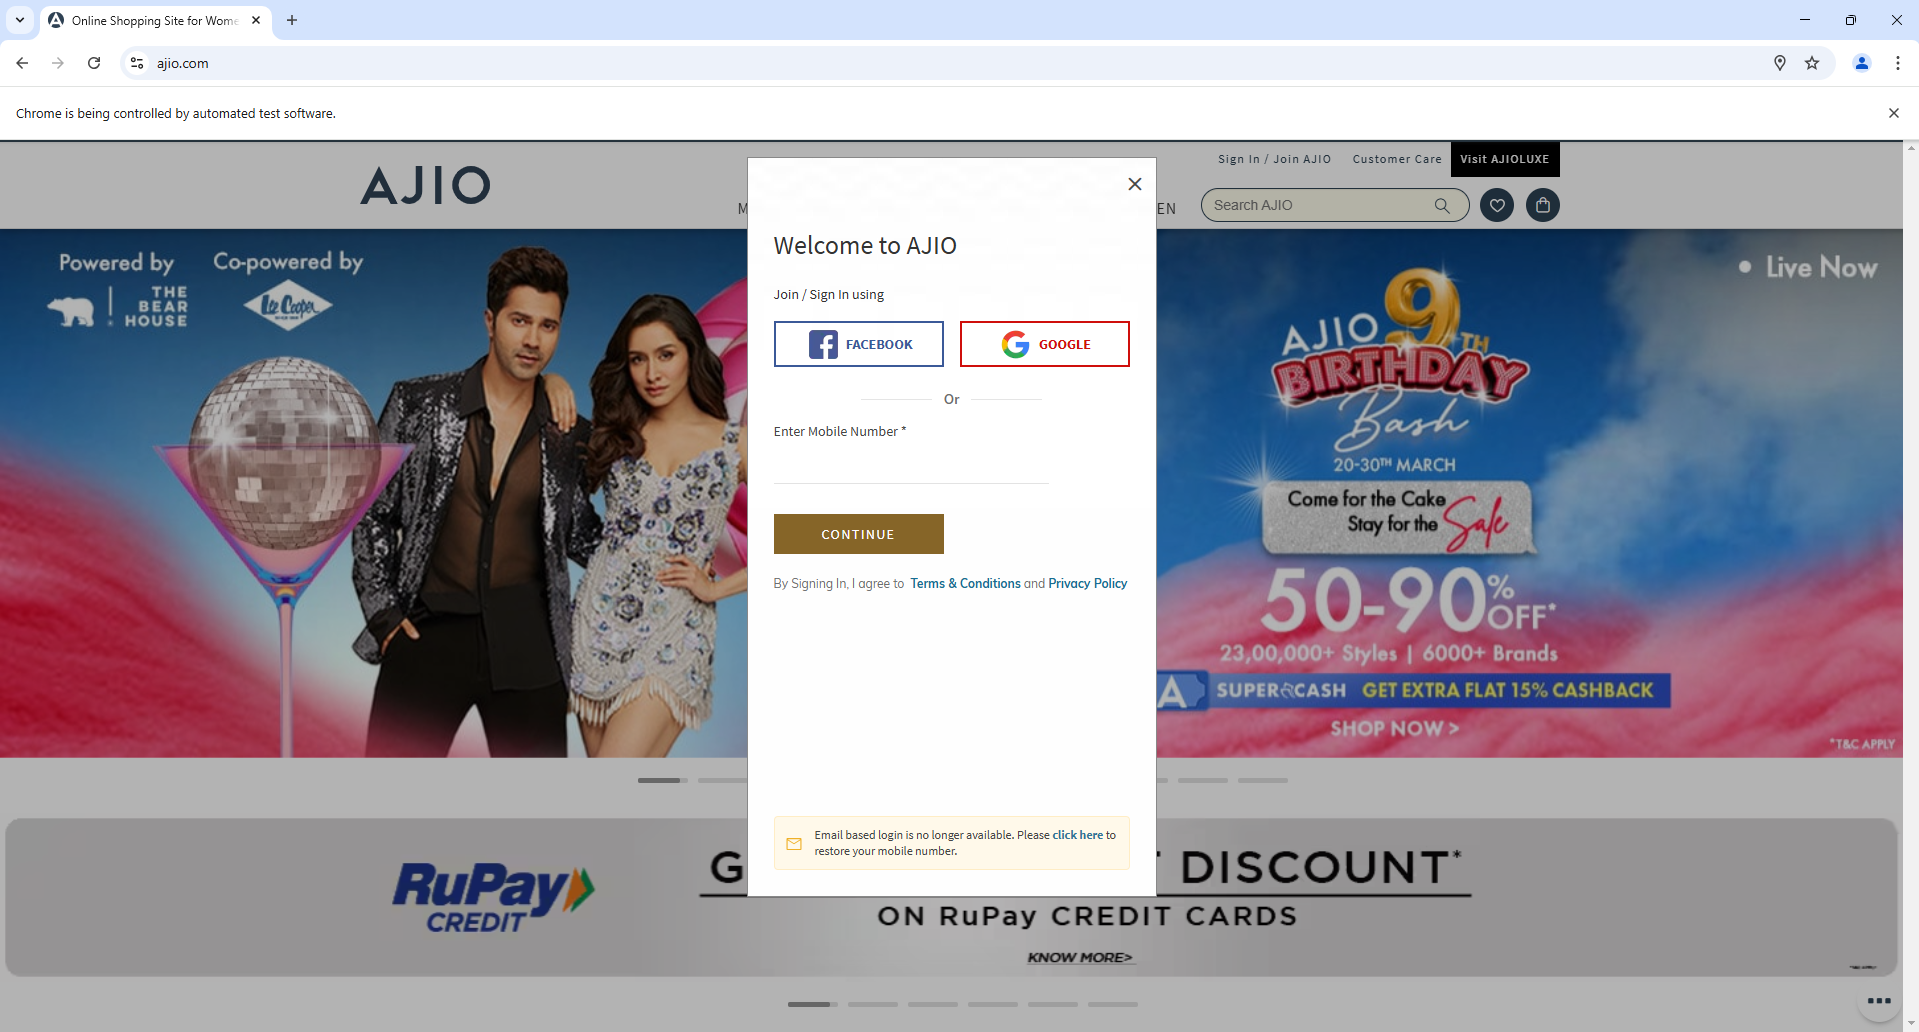 Online Shopping Site for Wome
ajio.com
Chrome is being controlled by automated test software.
AJIO
Sign In / Join AJIO
Customer Care
Visit AJIOLUXE
M
EN
Search AJIO
Powered by
THE BEAR HOUSE
Co-powered by
Lee Cooper
Welcome to AJIO
Join / Sign In using
FACEBOOK
GOOGLE
Or
Enter Mobile Number *
CONTINUE
By Signing In, I agree to Terms & Conditions and Privacy Policy
Email based login is no longer available. Please click here to
restore your mobile number.
Live Now
AJIO 9TH
BIRTHDAY
Bash
20-30TH MARCH
Come for the Cake
Stay for the Sale
50-90% OFF*
23,00,000+ Styles | 6000+ Brands
SUPERCASH GET EXTRA FLAT 15% CASHBACK
SHOP NOW >
*T&C APPLY
RuPay
CREDIT
G
T DISCOUNT*
ON RuPay CREDIT CARDS
KNOW MORE>